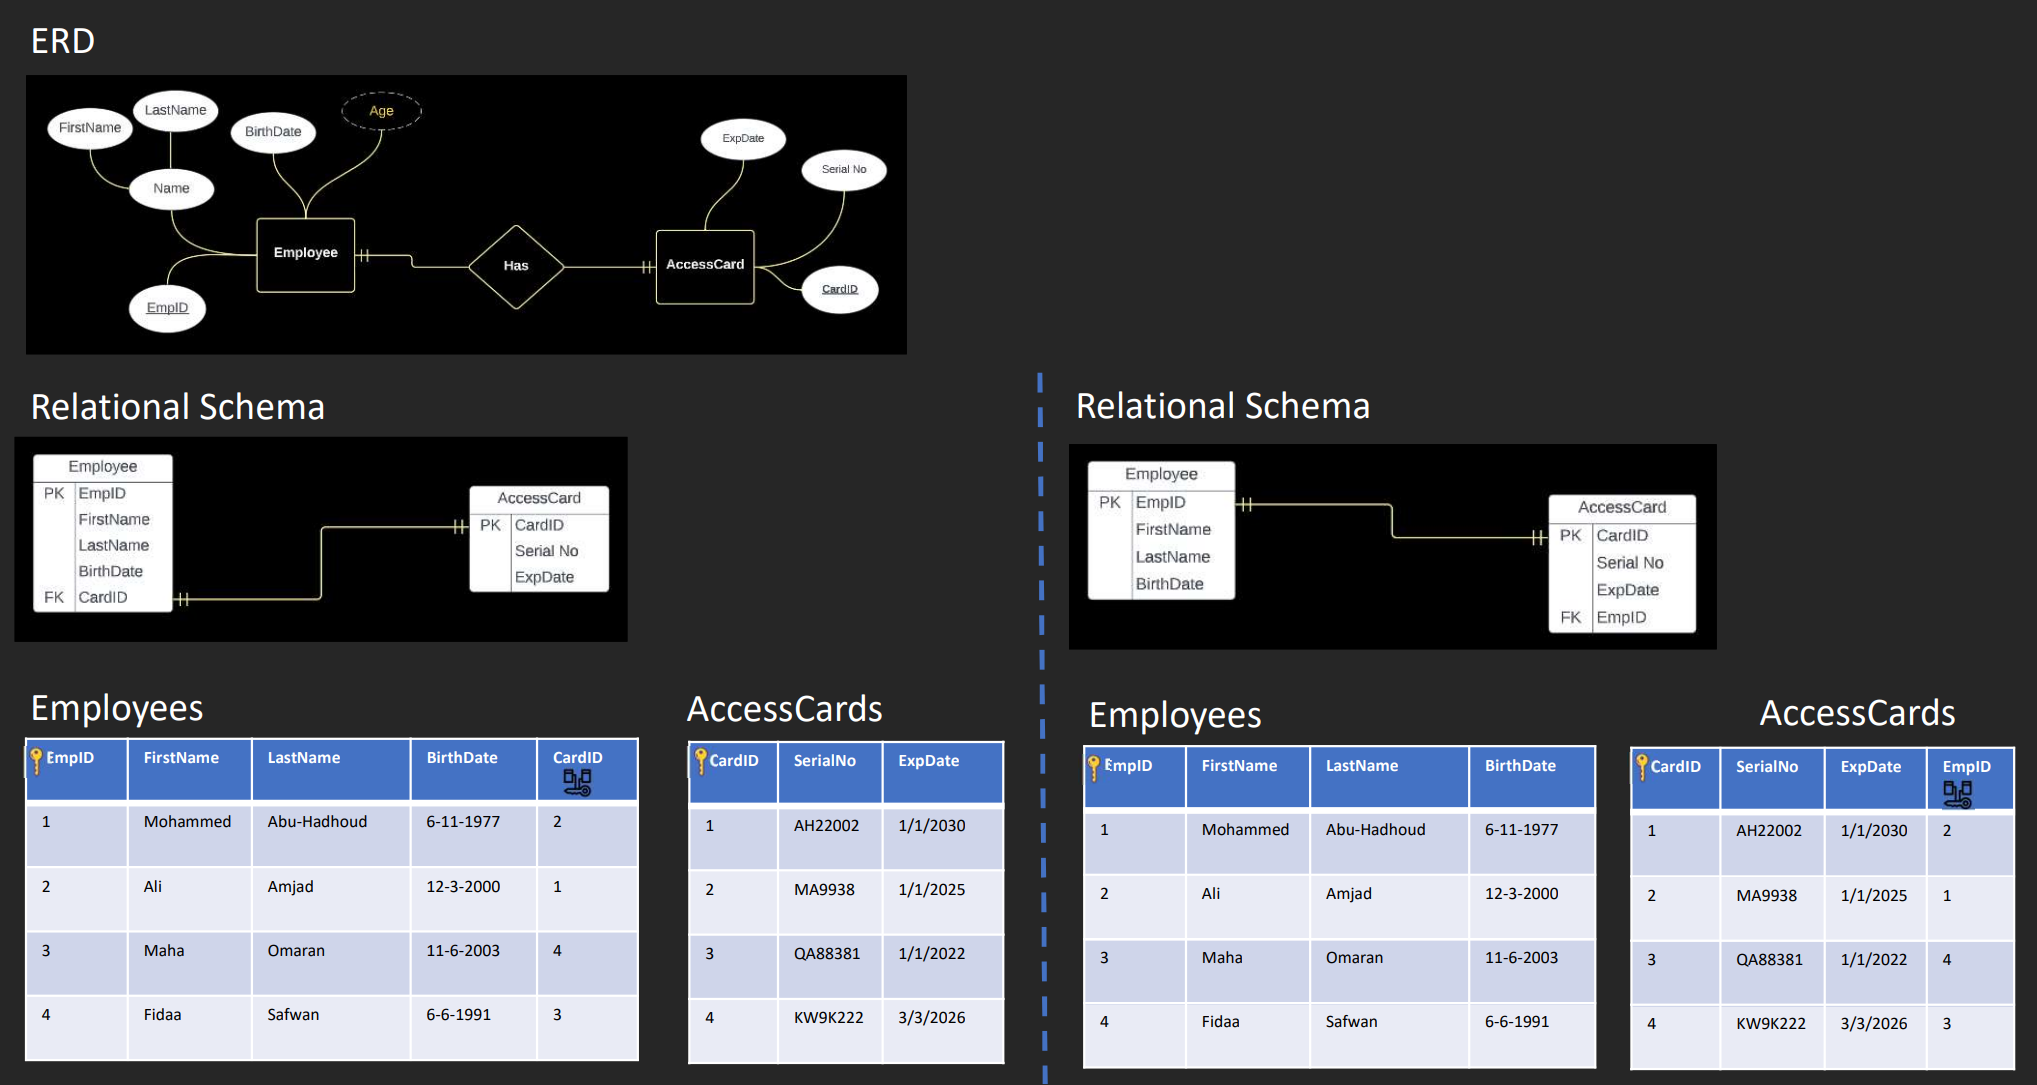 ERD
LastName
Age
FirstName
BirthDate
ExpDate
Serial No
Name
Employee
Has
AccessCard
CardID
EmpID
Relational Schema
Employee
PK EmpID
FirstName
LastName
BirthDate
FK CardID
AccessCard
PK CardID
Serial No
ExpDate
Employees
EmpID FirstName LastName BirthDate CardID
1 Mohammed Abu-Hadhoud 6-11-1977 2
2 Ali Amjad 12-3-2000 1
3 Maha Omaran 11-6-2003 4
4 Fidaa Safwan 6-6-1991 3
AccessCards
CardID SerialNo ExpDate
1 AH22002 1/1/2030
2 MA9938 1/1/2025
3 QA88381 1/1/2022
4 KW9K222 3/3/2026
Relational Schema
Employee
PK EmpID
FirstName
LastName
BirthDate
AccessCard
PK CardID
Serial No
ExpDate
FK EmpID
Employees
EmpID FirstName LastName BirthDate
1 Mohammed Abu-Hadhoud 6-11-1977
2 Ali Amjad 12-3-2000
3 Maha Omaran 11-6-2003
4 Fidaa Safwan 6-6-1991
AccessCards
CardID SerialNo ExpDate EmpID
1 AH22002 1/1/2030 2
2 MA9938 1/1/2025 1
3 QA88381 1/1/2022 4
4 KW9K222 3/3/2026 3